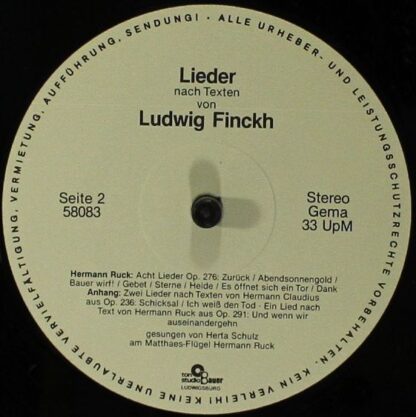 ALLE URHEBER- UND LEISTUNGSSCHUTZRECHTE VORBEHALTEN. KEIN VERLEIH! KEINE UNERLAUBTE VERVIELFÄLTIGUNG, VERMIETUNG, AUFFÜHRUNG, SENDUNG! ·
Lieder
nach Texten
von
Ludwig Finckh
Seite 2
58083
Stereo
Gema
33 UpM
Hermann Ruck: Acht Lieder Op. 276: Zurück / Abendsonnengold /
Bauer wirf! / Gebet / Sterne / Heide / Es öffnet sich ein Tor / Dank
Anhang: Zwei Lieder nach Texten von Hermann Claudius
aus Op. 236: Schicksal / Ich weiß den Tod · Ein Lied nach
Text von Hermann Ruck aus Op. 291: Und wenn wir
auseinandergehn
gesungen von Herta Schulz
am Matthaes-Flügel Hermann Ruck
ton
studio Bauer
LUDWIGSBURG